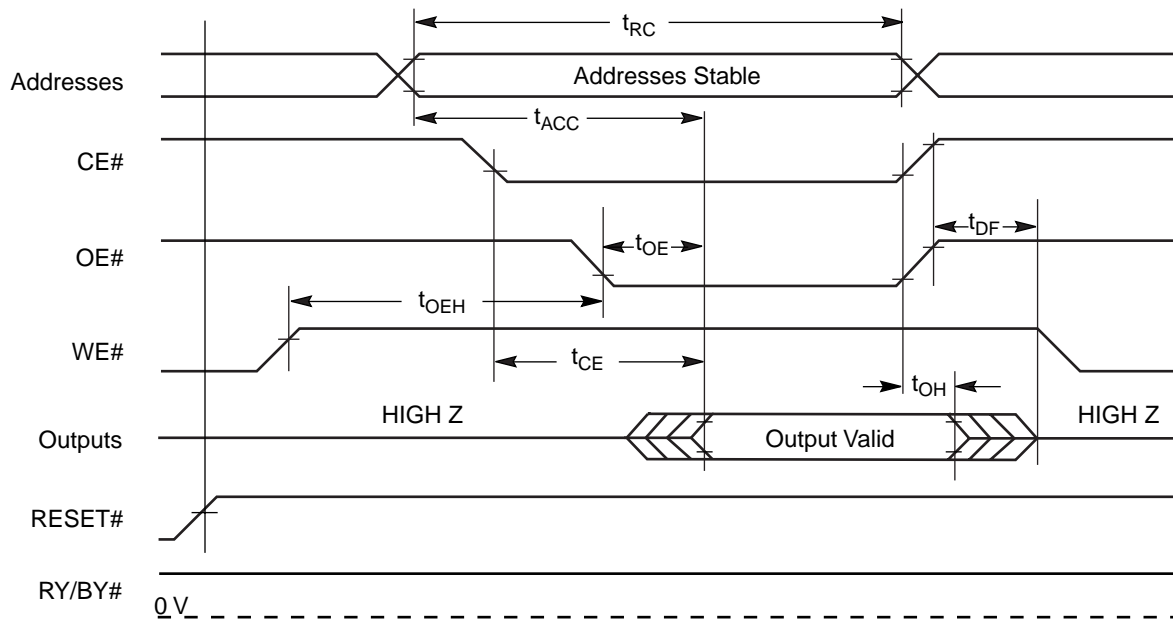 tRC
Addresses
Addresses Stable
tACC
CE#
tDF
OE#
tOE
tOEH
WE#
tCE
tOH
HIGH Z
HIGH Z
Outputs
Output Valid
RESET#
RY/BY#
0 V